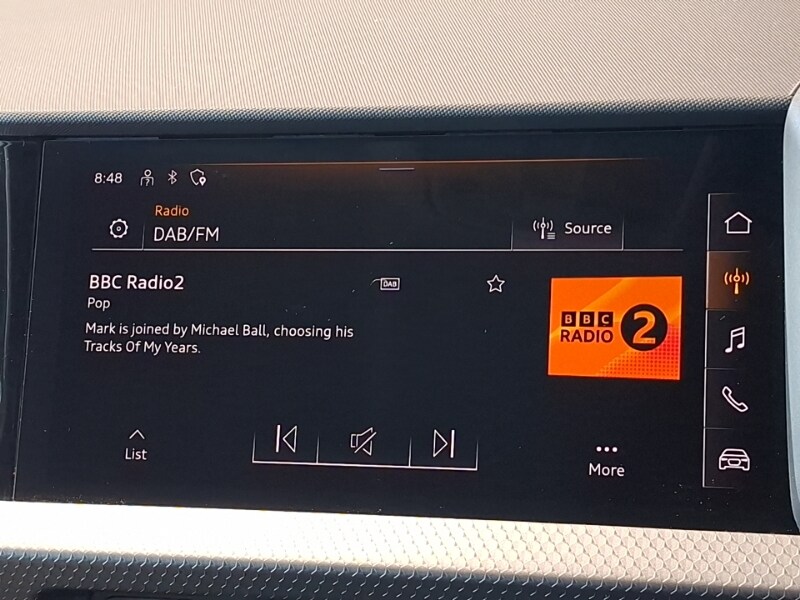 8:48
Radio
DAB/FM
Source
BBC Radio2
DAB
Pop
Mark is joined by Michael Ball, choosing his
Tracks Of My Years.
BBC
RADIO 2
List
More